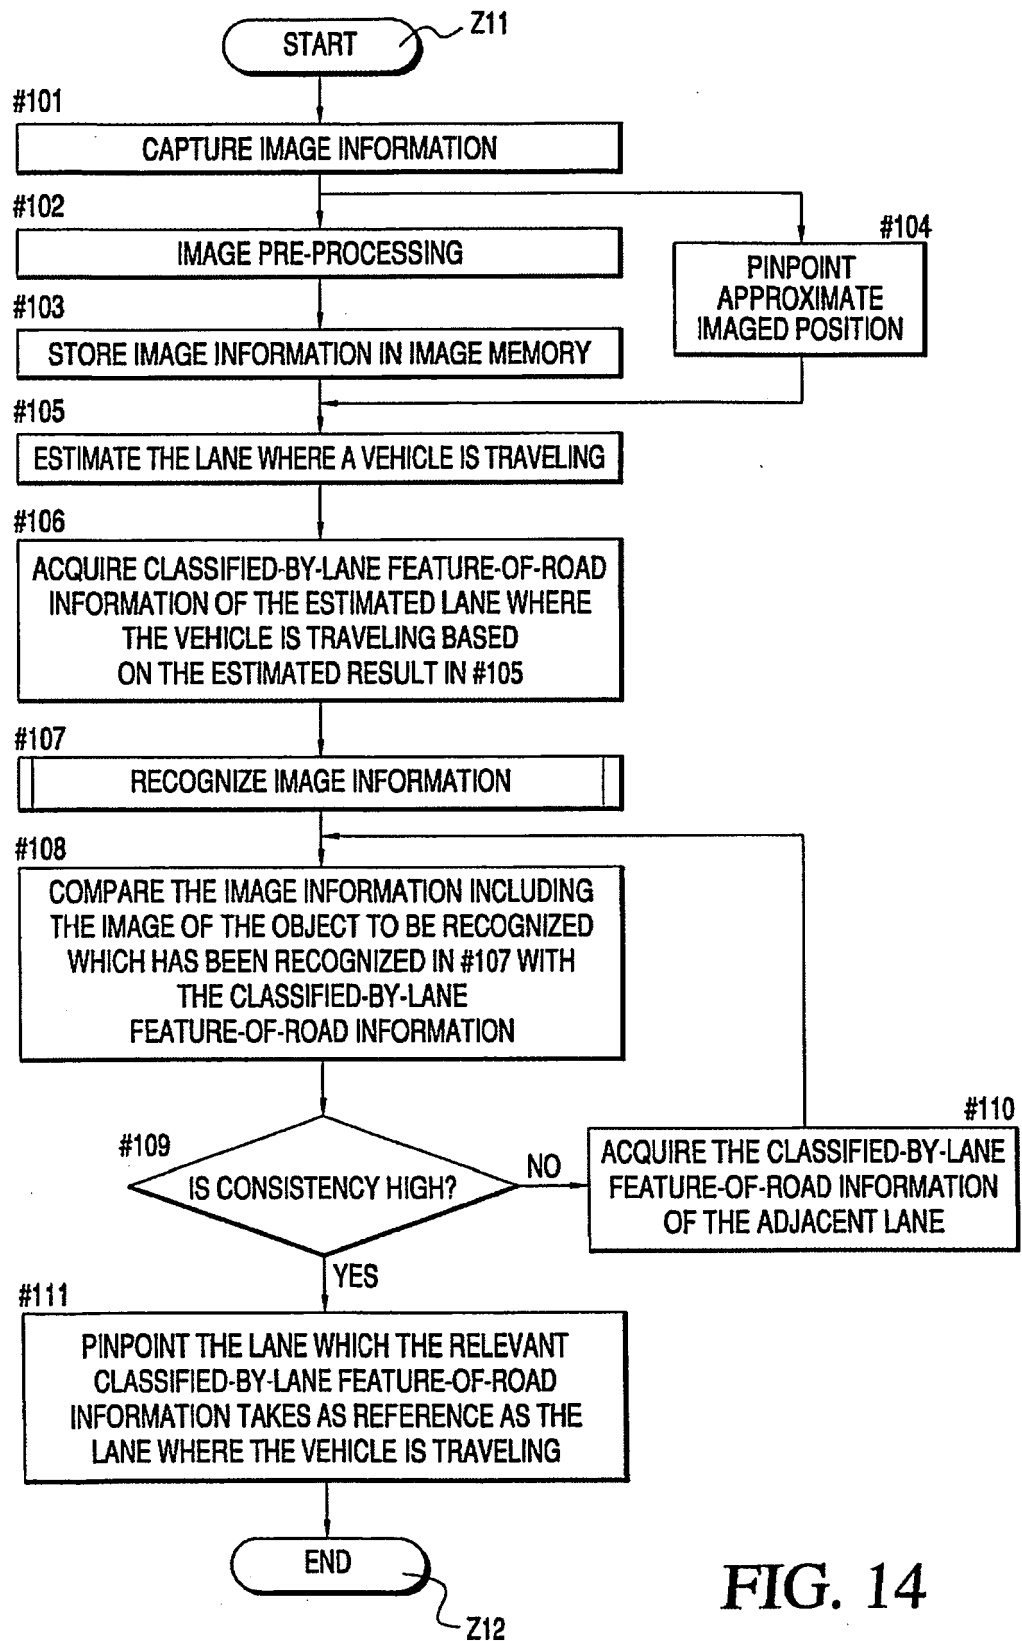 START
Z11
#101
CAPTURE IMAGE INFORMATION
#102
IMAGE PRE-PROCESSING
#104
PINPOINT
APPROXIMATE
IMAGED POSITION
#103
STORE IMAGE INFORMATION IN IMAGE MEMORY
#105
ESTIMATE THE LANE WHERE A VEHICLE IS TRAVELING
#106
ACQUIRE CLASSIFIED-BY-LANE FEATURE-OF-ROAD
INFORMATION OF THE ESTIMATED LANE WHERE
THE VEHICLE IS TRAVELING BASED
ON THE ESTIMATED RESULT IN #105
#107
RECOGNIZE IMAGE INFORMATION
#108
COMPARE THE IMAGE INFORMATION INCLUDING
THE IMAGE OF THE OBJECT TO BE RECOGNIZED
WHICH HAS BEEN RECOGNIZED IN #107 WITH
THE CLASSIFIED-BY-LANE
FEATURE-OF-ROAD INFORMATION
#109
IS CONSISTENCY HIGH?
NO
#110
ACQUIRE THE CLASSIFIED-BY-LANE
FEATURE-OF-ROAD INFORMATION
OF THE ADJACENT LANE
YES
#111
PINPOINT THE LANE WHICH THE RELEVANT
CLASSIFIED-BY-LANE FEATURE-OF-ROAD
INFORMATION TAKES AS REFERENCE AS THE
LANE WHERE THE VEHICLE IS TRAVELING
END
Z12
FIG. 14